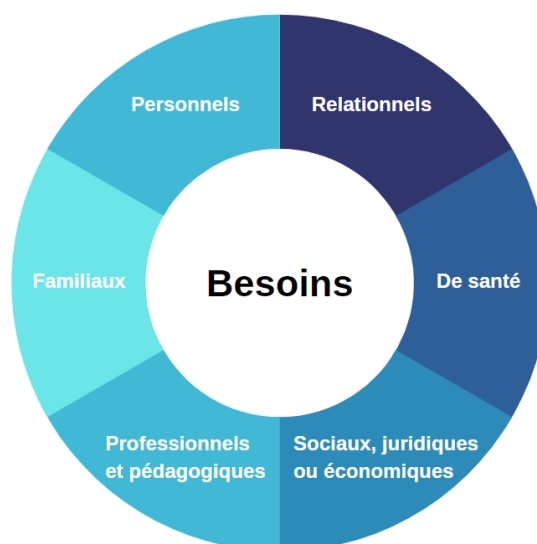 Personnels
Relationnels
Familiaux
Besoins
De santé
Professionnels
et pédagogiques
Sociaux, juridiques
ou économiques